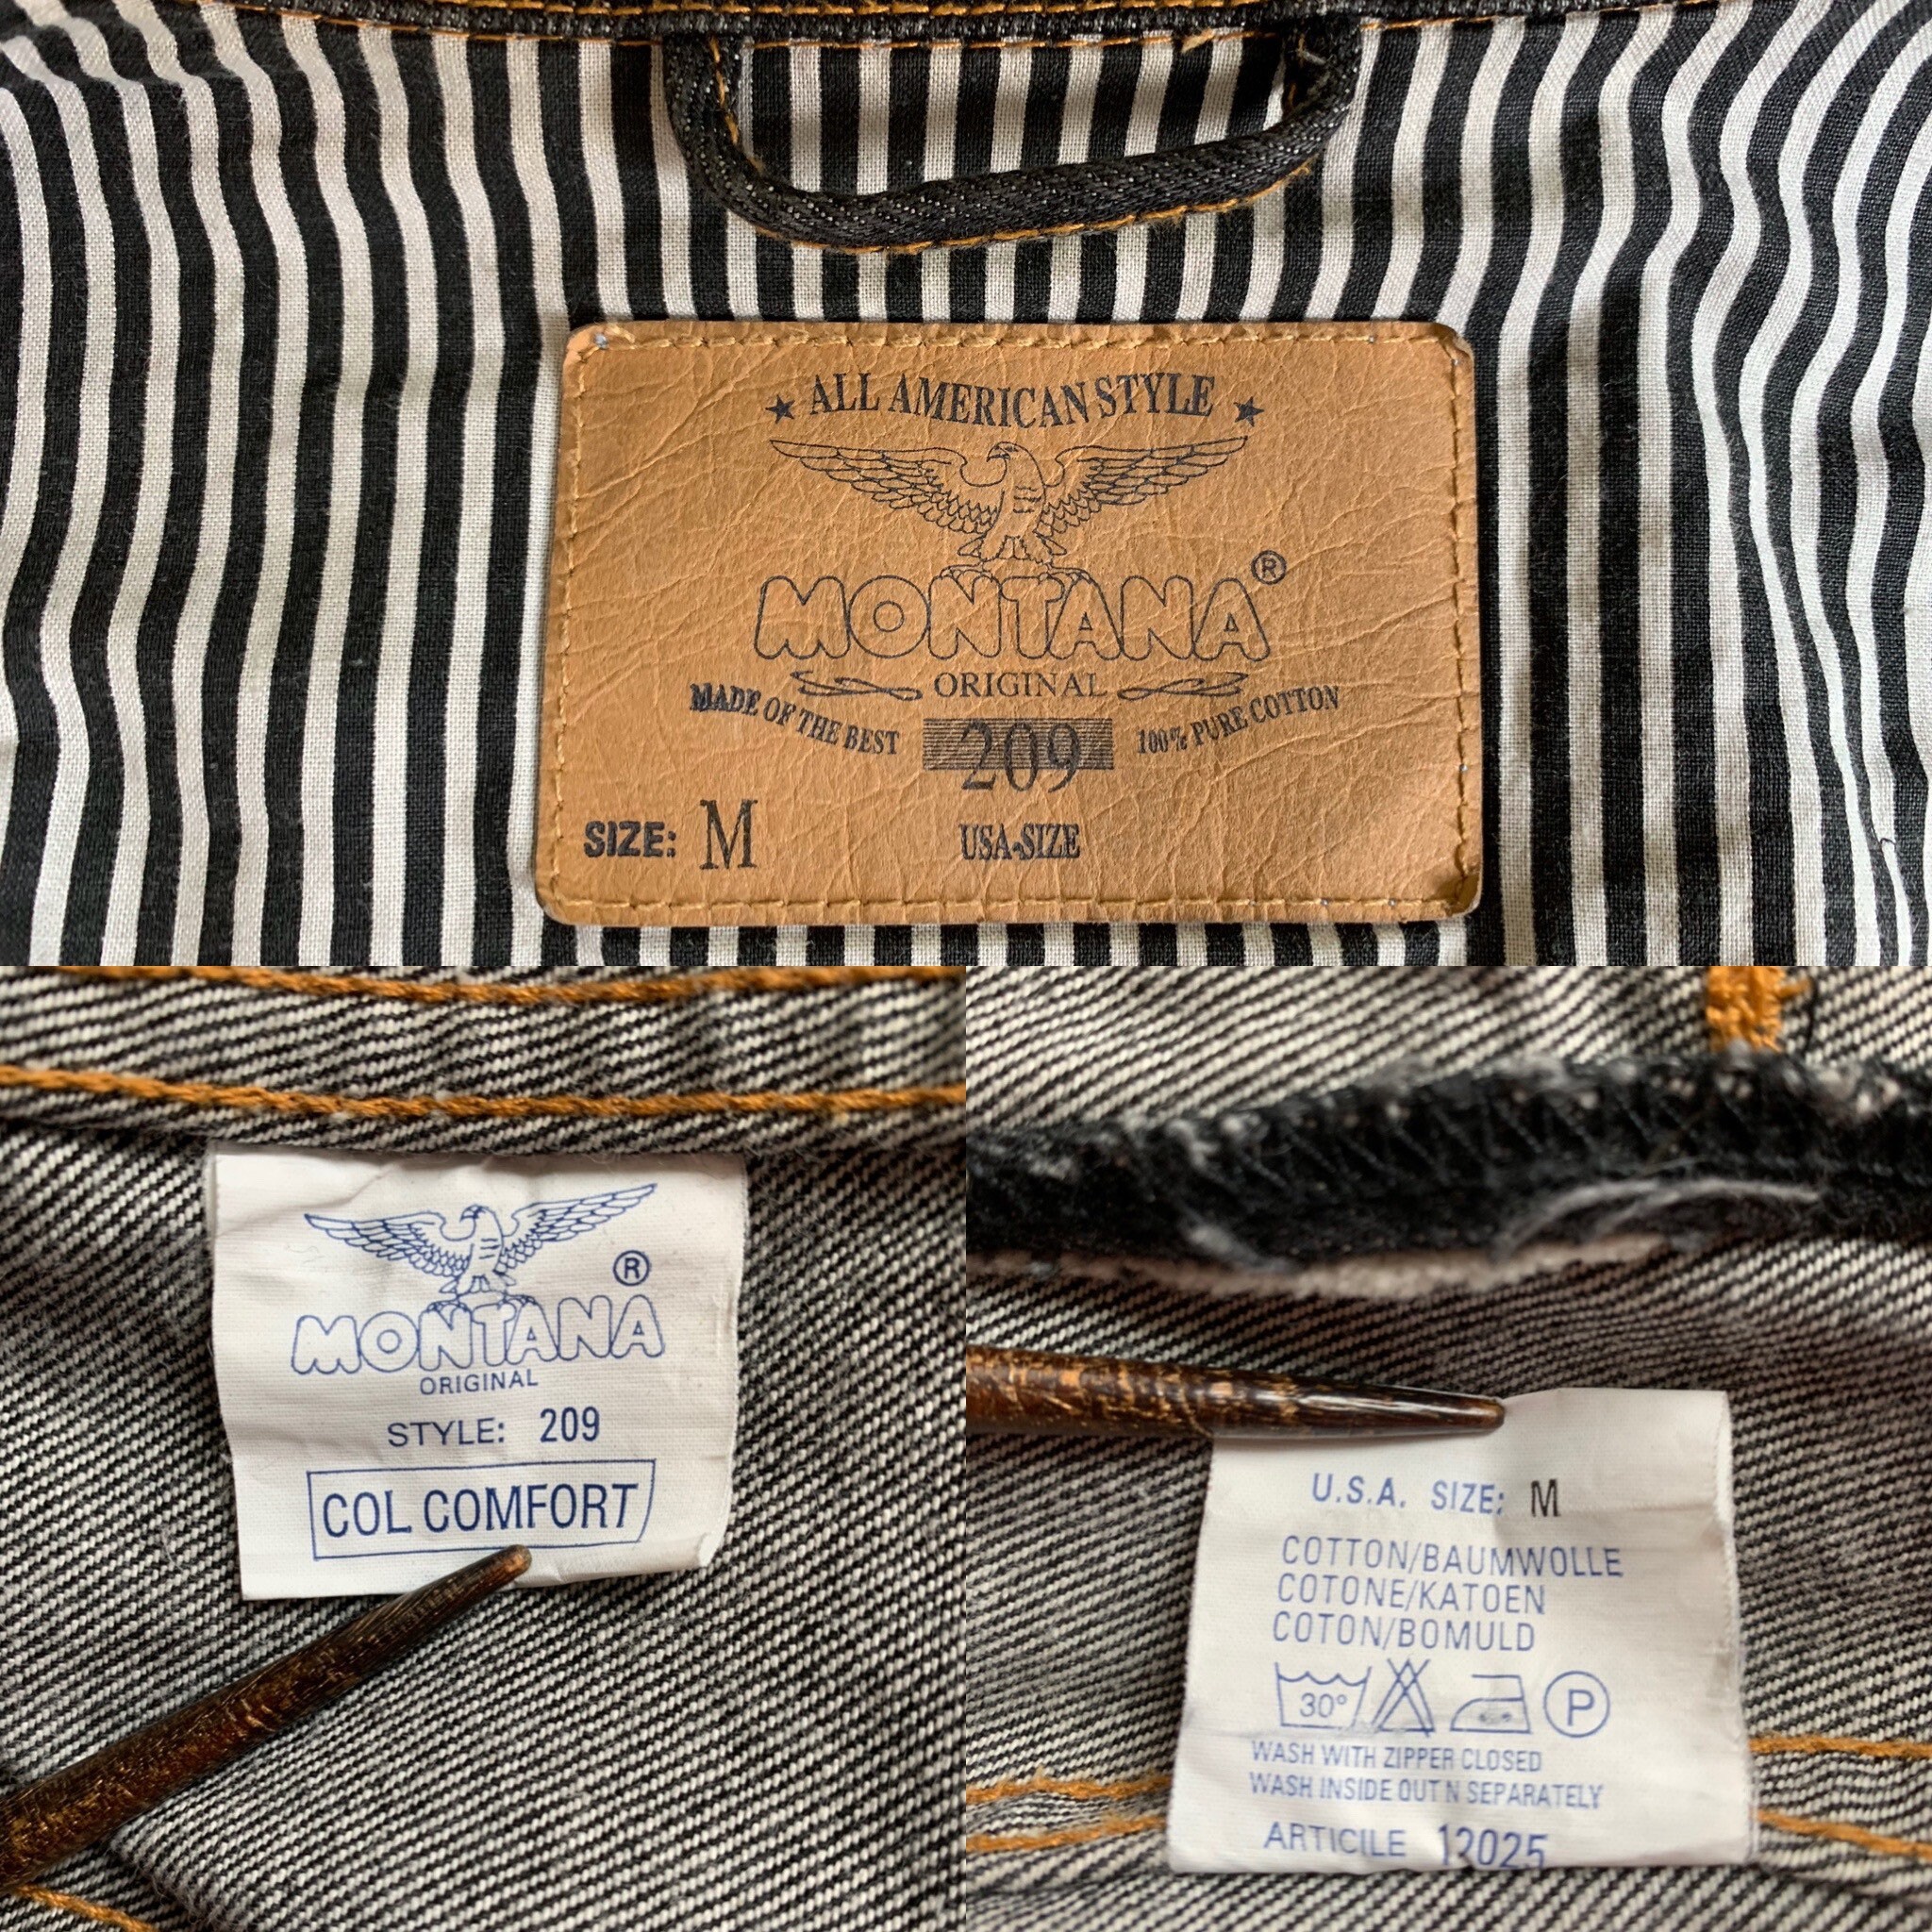 ★ ALL AMERICAN STYLE ★
MONTANA ®
ORIGINAL
MADE OF THE BEST 209 100% PURE COTTON
SIZE: M USA-SIZE
MONTANA ®
ORIGINAL
STYLE: 209
COL COMFORT
U.S.A. SIZE: M
COTTON/BAUMWOLLE
COTONE/KATOEN
COTON/BOMULD
30° P
WASH WITH ZIPPER CLOSED
WASH INSIDE OUT N SEPARATELY
ARTICILE 12025